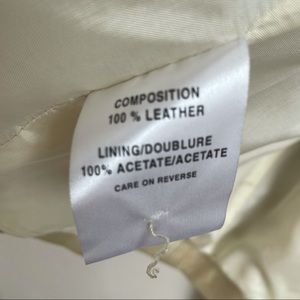 COMPOSITION
100 % LEATHER
LINING/DOUBLURE
100% ACETATE/ACETATE
CARE ON REVERSE